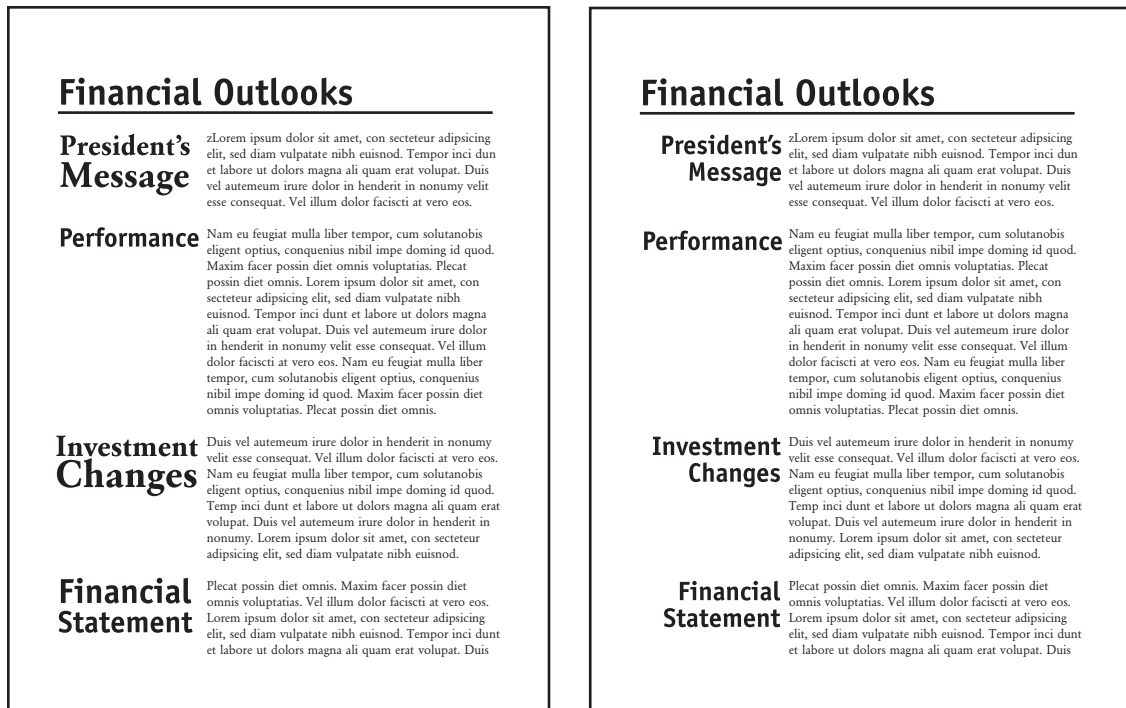 Financial Outlooks
President's
Message
zLorem ipsum dolor sit amet, con secteteur adipsicing
elit, sed diam vulpatate nibh euisnod. Tempor inci dun
et labore ut dolors magna ali quam erat volupat. Duis
vel autemeum irure dolor in henderit in nonumy velit
esse consequat. Vel illum dolor faciscti at vero eos.
Performance
Nam eu feugiat mulla liber tempor, cum solutanobis
eligent optius, conquenius nibil impe doming id quod.
Maxim facer possin diet omnis voluptatias. Plecat
possin diet omnis. Lorem ipsum dolor sit amet, con
secteteur adipsicing elit, sed diam vulpatate nibh
euisnod. Tempor inci dunt et labore ut dolors magna
ali quam erat volupat. Duis vel autemeum irure dolor
in henderit in nonumy velit esse consequat. Vel illum
dolor faciscti at vero eos. Nam eu feugiat mulla liber
tempor, cum solutanobis eligent optius, conquenius
nibil impe doming id quod. Maxim facer possin diet
omnis voluptatias. Plecat possin diet omnis.
Investment
Changes
Duis vel autemeum irure dolor in henderit in nonumy
velit esse consequat. Vel illum dolor faciscti at vero eos.
Nam eu feugiat mulla liber tempor, cum solutanobis
eligent optius, conquenius nibil impe doming id quod.
Temp inci dunt et labore ut dolors magna ali quam erat
volupat. Duis vel autemeum irure dolor in henderit in
nonumy. Lorem ipsum dolor sit amet, con secteteur
adipsicing elit, sed diam vulpatate nibh euisnod.
Financial
Statement
Plecat possin diet omnis. Maxim facer possin diet
omnis voluptatias. Vel illum dolor faciscti at vero eos.
Lorem ipsum dolor sit amet, con secteteur adipsicing
elit, sed diam vulpatate nibh euisnod. Tempor inci dunt
et labore ut dolors magna ali quam erat volupat. Duis
Financial Outlooks
President's
Message
zLorem ipsum dolor sit amet, con secteteur adipsicing
elit, sed diam vulpatate nibh euisnod. Tempor inci dun
et labore ut dolors magna ali quam erat volupat. Duis
vel autemeum irure dolor in henderit in nonumy velit
esse consequat. Vel illum dolor faciscti at vero eos.
Performance
Nam eu feugiat mulla liber tempor, cum solutanobis
eligent optius, conquenius nibil impe doming id quod.
Maxim facer possin diet omnis voluptatias. Plecat
possin diet omnis. Lorem ipsum dolor sit amet, con
secteteur adipsicing elit, sed diam vulpatate nibh
euisnod. Tempor inci dunt et labore ut dolors magna
ali quam erat volupat. Duis vel autemeum irure dolor
in henderit in nonumy velit esse consequat. Vel illum
dolor faciscti at vero eos. Nam eu feugiat mulla liber
tempor, cum solutanobis eligent optius, conquenius
nibil impe doming id quod. Maxim facer possin diet
omnis voluptatias. Plecat possin diet omnis.
Investment
Changes
Duis vel autemeum irure dolor in henderit in nonumy
velit esse consequat. Vel illum dolor faciscti at vero eos.
Nam eu feugiat mulla liber tempor, cum solutanobis
eligent optius, conquenius nibil impe doming id quod.
Temp inci dunt et labore ut dolors magna ali quam erat
volupat. Duis vel autemeum irure dolor in henderit in
nonumy. Lorem ipsum dolor sit amet, con secteteur
adipsicing elit, sed diam vulpatate nibh euisnod.
Financial
Statement
Plecat possin diet omnis. Maxim facer possin diet
omnis voluptatias. Vel illum dolor faciscti at vero eos.
Lorem ipsum dolor sit amet, con secteteur adipsicing
elit, sed diam vulpatate nibh euisnod. Tempor inci dunt
et labore ut dolors magna ali quam erat volupat. Duis